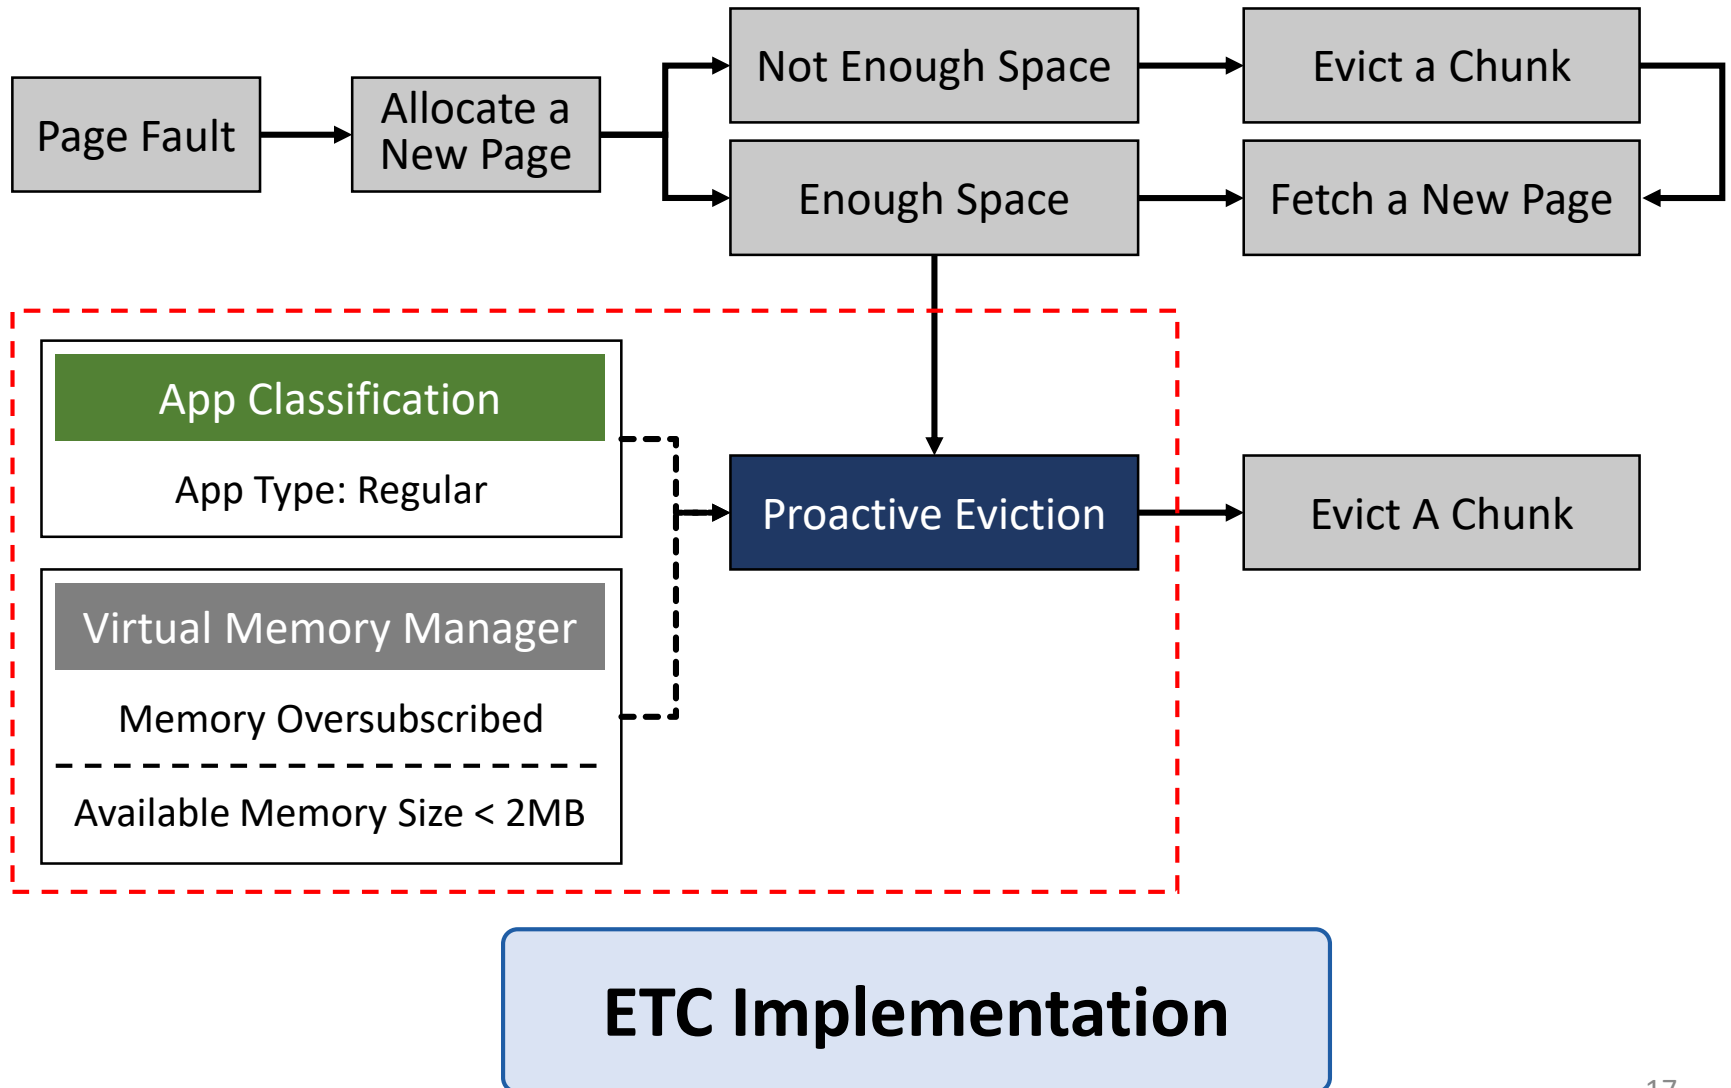 Page Fault
Allocate a
New Page
Not Enough Space
Evict a Chunk
Enough Space
Fetch a New Page
App Classification
App Type: Regular
Virtual Memory Manager
Memory Oversubscribed
Available Memory Size < 2MB
Proactive Eviction
Evict A Chunk
ETC Implementation
17